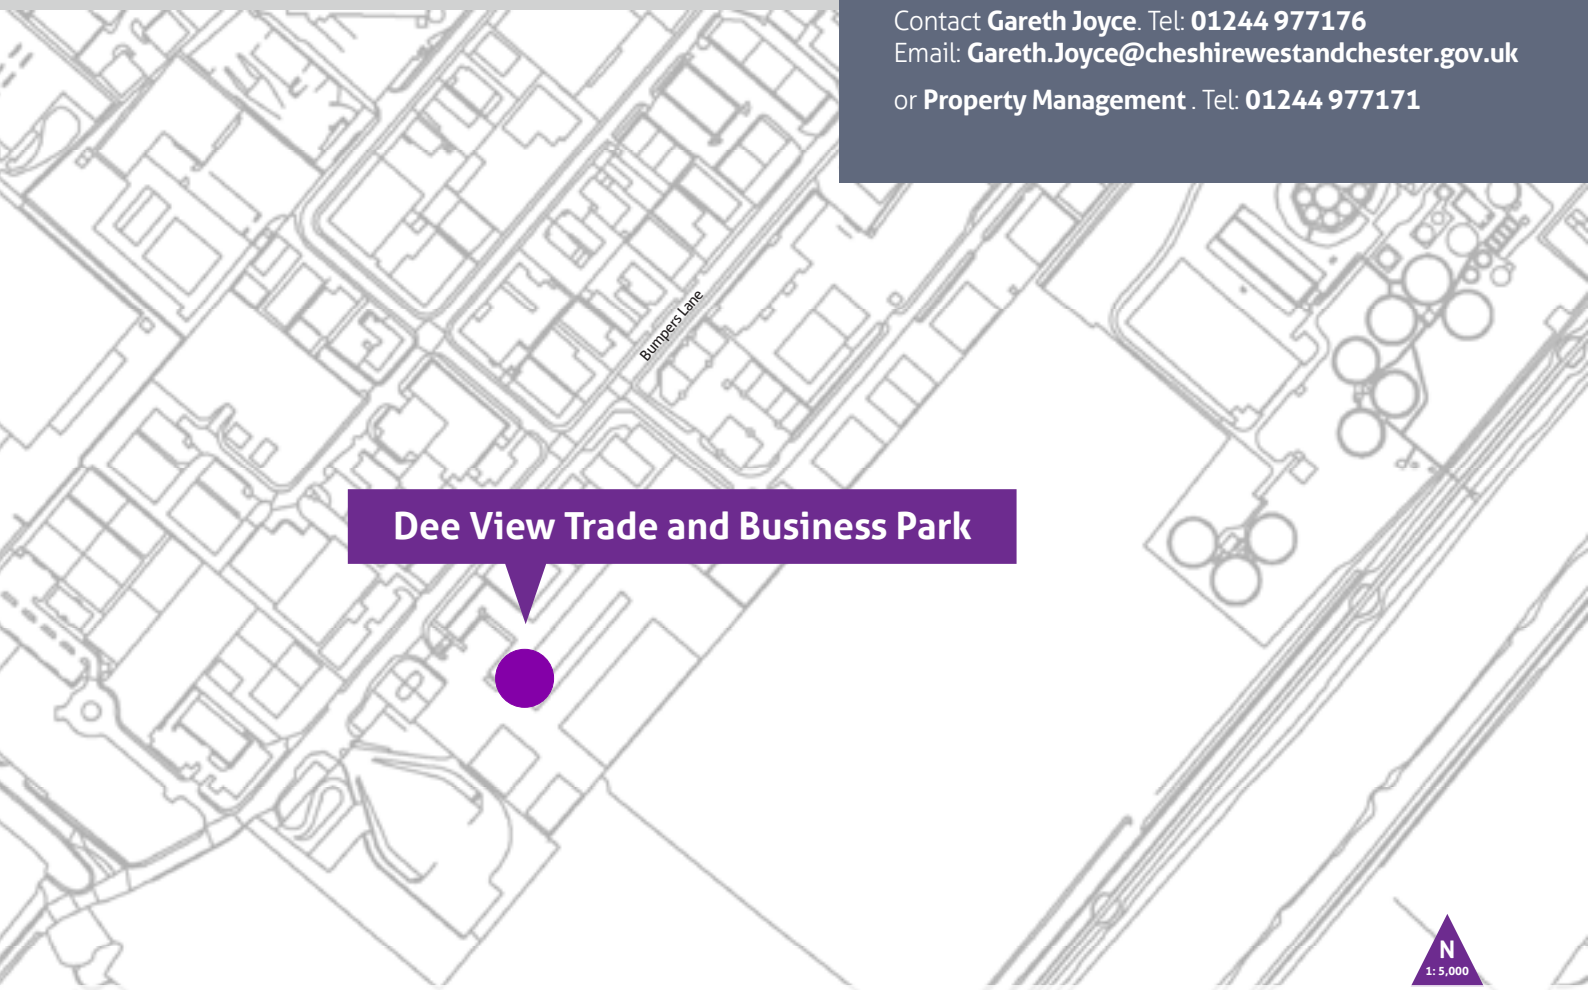 Contact Gareth Joyce. Tel: 01244 977176
Email: Gareth.Joyce@cheshirewestandchester.gov.uk
or Property Management . Tel: 01244 977171
Bumpers Lane
Dee View Trade and Business Park
N
1: 5,000